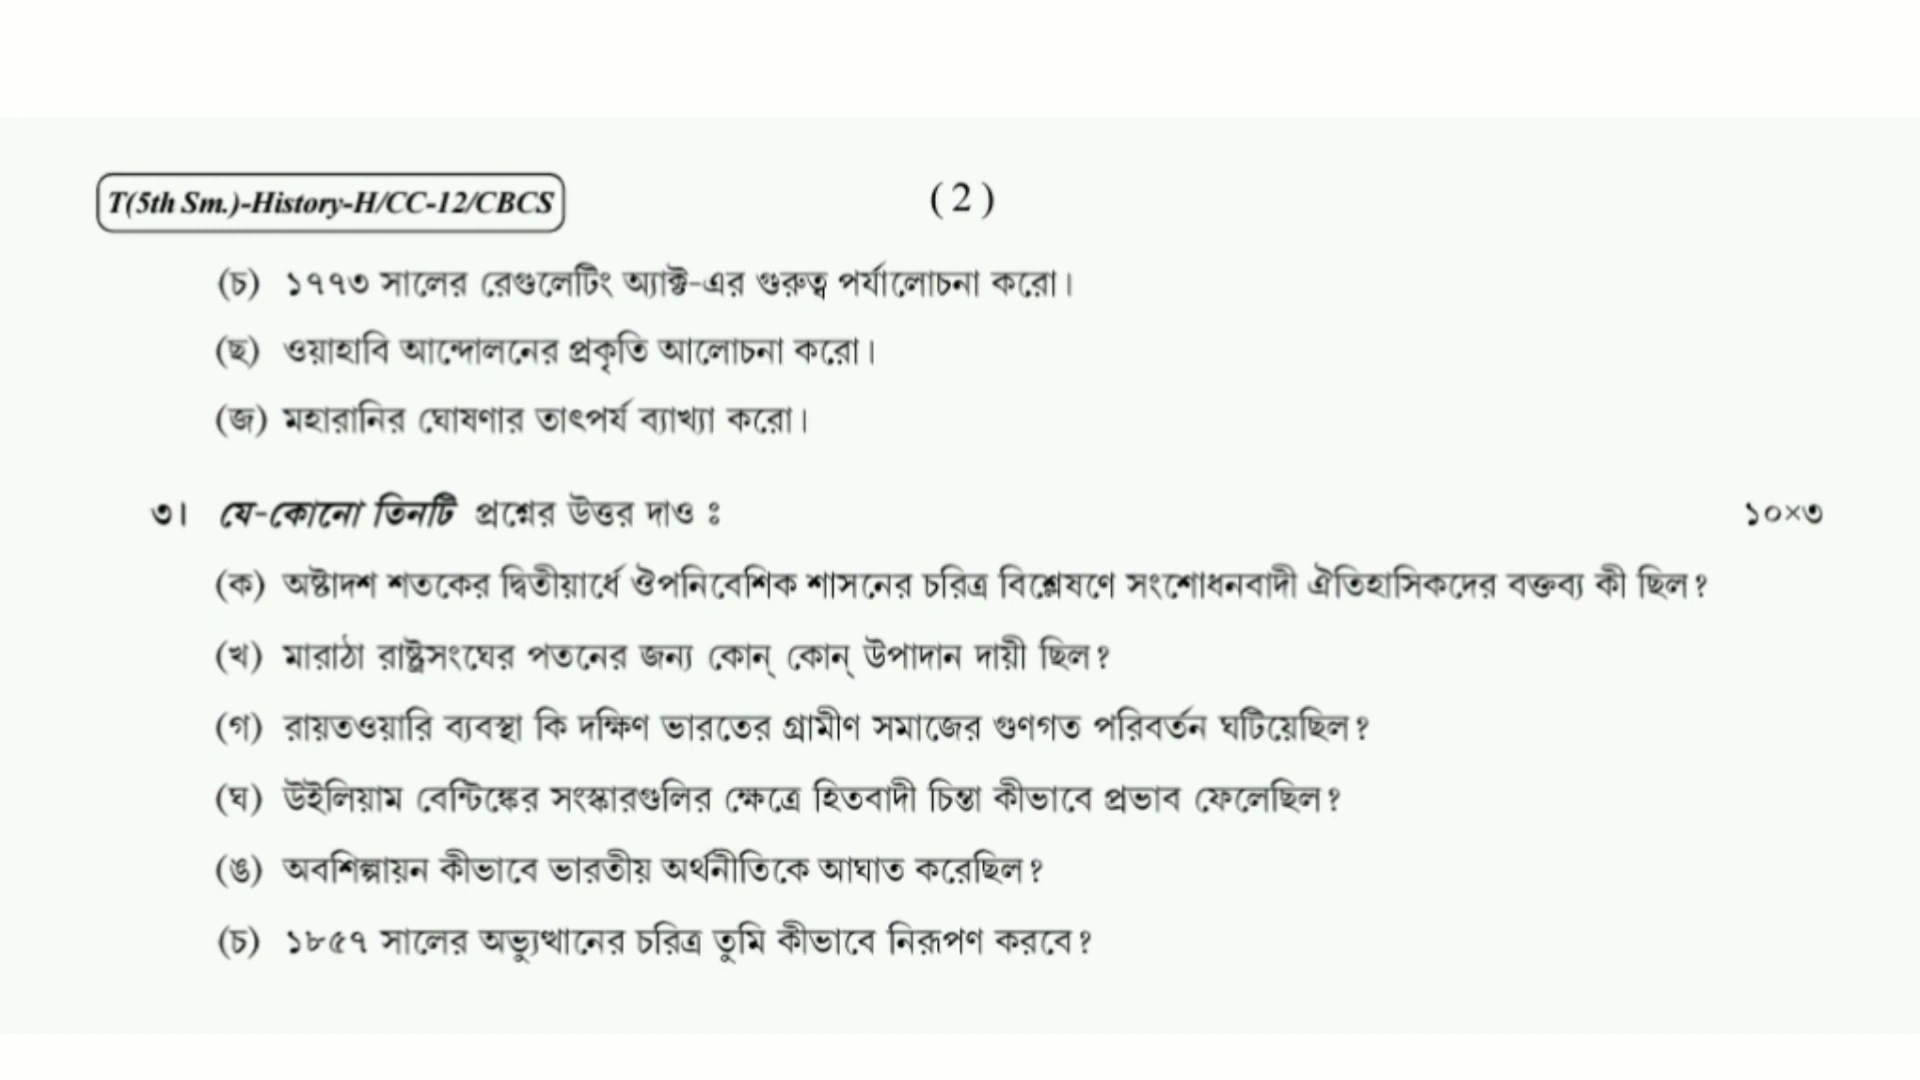 T(5th Sm.)-History-H/CC-12/CBCS
( 2 )
(চ) ১৭৭৩ সালের রেগুলেটিং অ্যাক্ট-এর গুরুত্ব পর্যালোচনা করো।
(ছ) ওয়াহাবি আন্দোলনের প্রকৃতি আলোচনা করো।
(জ) মহারানির ঘোষণার তাৎপর্য ব্যাখ্যা করো।
৩। যে-কোনো তিনটি প্রশ্নের উত্তর দাও ঃ ১০×৩
(ক) অষ্টাদশ শতকের দ্বিতীয়ার্ধে ঔপনিবেশিক শাসনের চরিত্র বিশ্লেষণে সংশোধনবাদী ঐতিহাসিকদের বক্তব্য কী ছিল?
(খ) মারাঠা রাষ্ট্রসংঘের পতনের জন্য কোন্ কোন্ উপাদান দায়ী ছিল?
(গ) রায়তওয়ারি ব্যবস্থা কি দক্ষিণ ভারতের গ্রামীণ সমাজের গুণগত পরিবর্তন ঘটিয়েছিল?
(ঘ) উইলিয়াম বেন্টিঙ্কের সংস্কারগুলির ক্ষেত্রে হিতবাদী চিন্তা কীভাবে প্রভাব ফেলেছিল?
(ঙ) অবশিল্পায়ন কীভাবে ভারতীয় অর্থনীতিকে আঘাত করেছিল?
(চ) ১৮৫৭ সালের অভ্যুত্থানের চরিত্র তুমি কীভাবে নিরূপণ করবে?